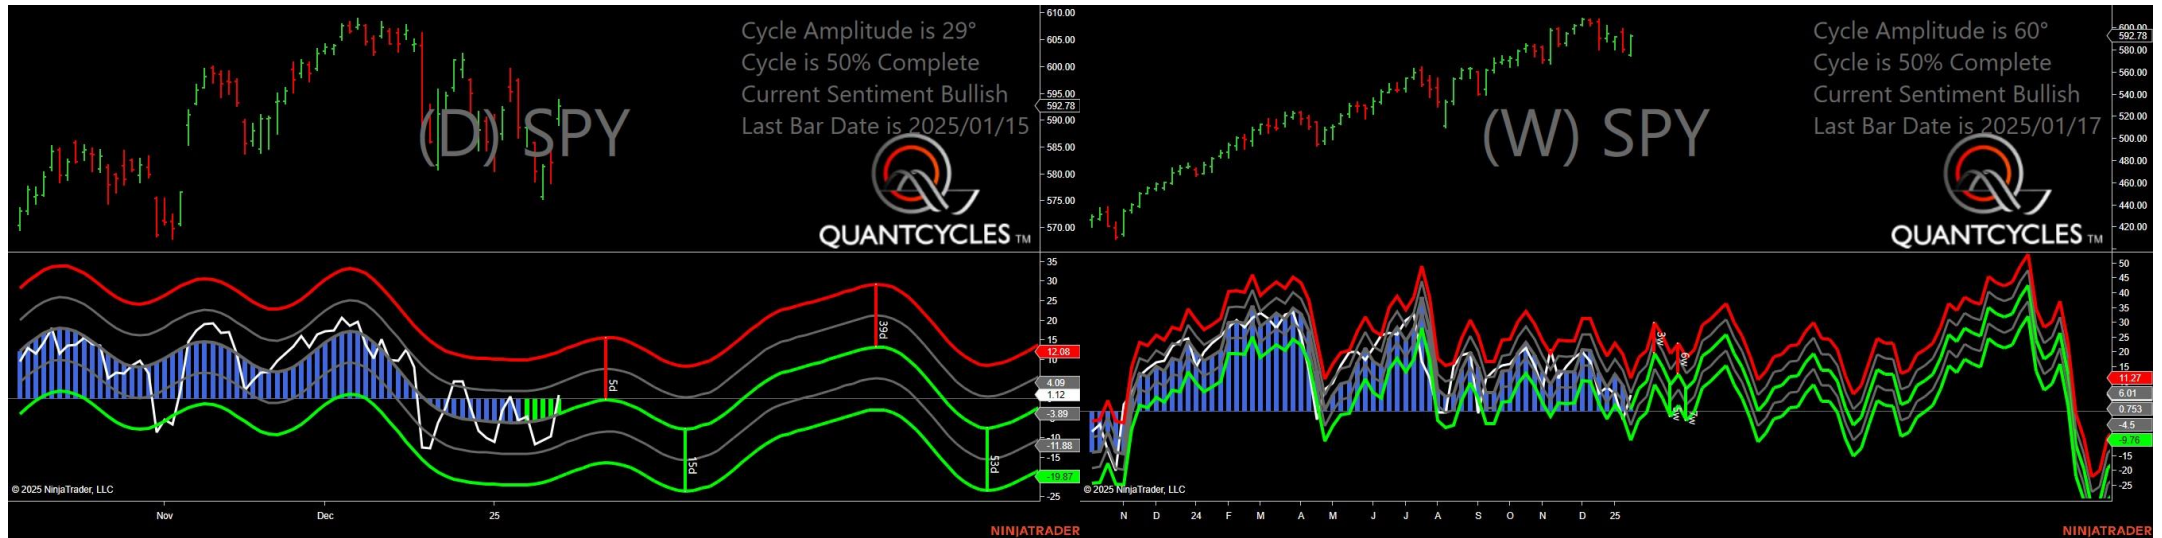 610.00
605.00
600.00
595.00
592.78
590.00
585.00
580.00
575.00
570.00
Cycle Amplitude is 29°
Cycle is 50% Complete
Current Sentiment Bullish
Last Bar Date is 2025/01/15
(D) SPY
QUANTCYCLES TM
35
30
25
20
15
12.08
10
4.09
1.12
-3.89
-10
-11.88
-15
-19.87
-25
5d
15d
39d
53d
© 2025 NinjaTrader, LLC
Nov
Dec
25
NINJATRADER
600.00
592.78
580.00
560.00
540.00
520.00
500.00
480.00
460.00
440.00
420.00
Cycle Amplitude is 60°
Cycle is 50% Complete
Current Sentiment Bullish
Last Bar Date is 2025/01/17
(W) SPY
QUANTCYCLES TM
50
45
40
35
30
25
20
15
11.27
6.01
0.753
-4.5
-9.76
-15
-20
-25
3w
6w
5w
7w
© 2025 NinjaTrader, LLC
N
D
24
F
M
A
M
J
J
A
S
O
N
D
25
NINJATRADER